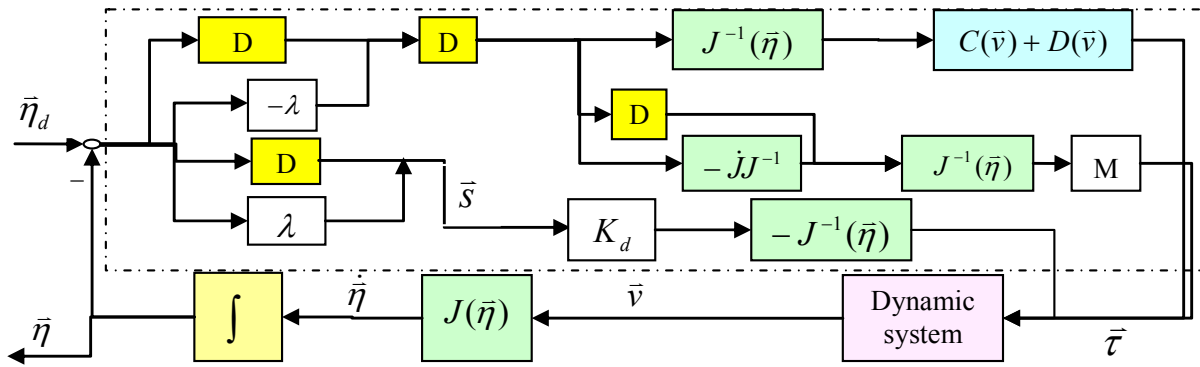 D
D
J⁻¹(η⃗)
C(v⃗) + D(v⃗)
η⃗_d
−λ
D
−
D
−J̇J⁻¹
J⁻¹(η⃗)
M
λ
s⃗
K_d
−J⁻¹(η⃗)
η⃗
∫
η⃗̇
J(η⃗)
v⃗
Dynamic
system
τ⃗